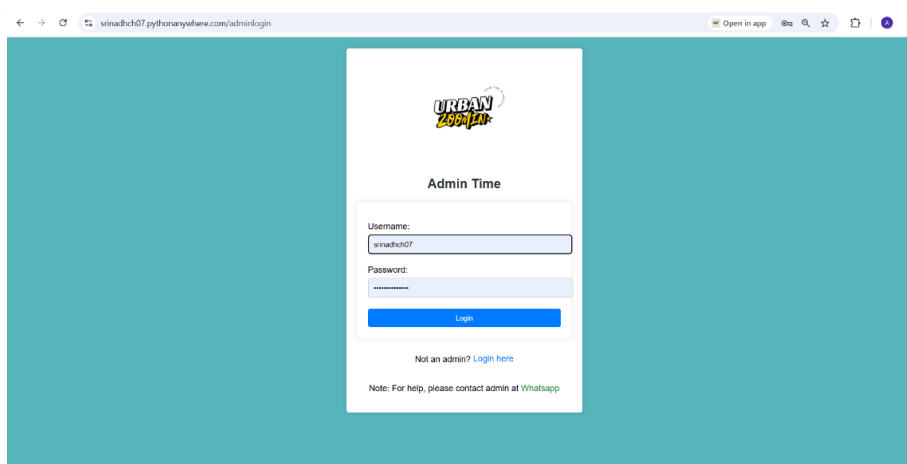 srinadhch07.pythonanywhere.com/adminlogin
Open in app
A
URBAN
ZOOMIN
Admin Time
Username:
srinadhch07
Password:
••••••••••••••
Login
Not an admin? Login here
Note: For help, please contact admin at Whatsapp